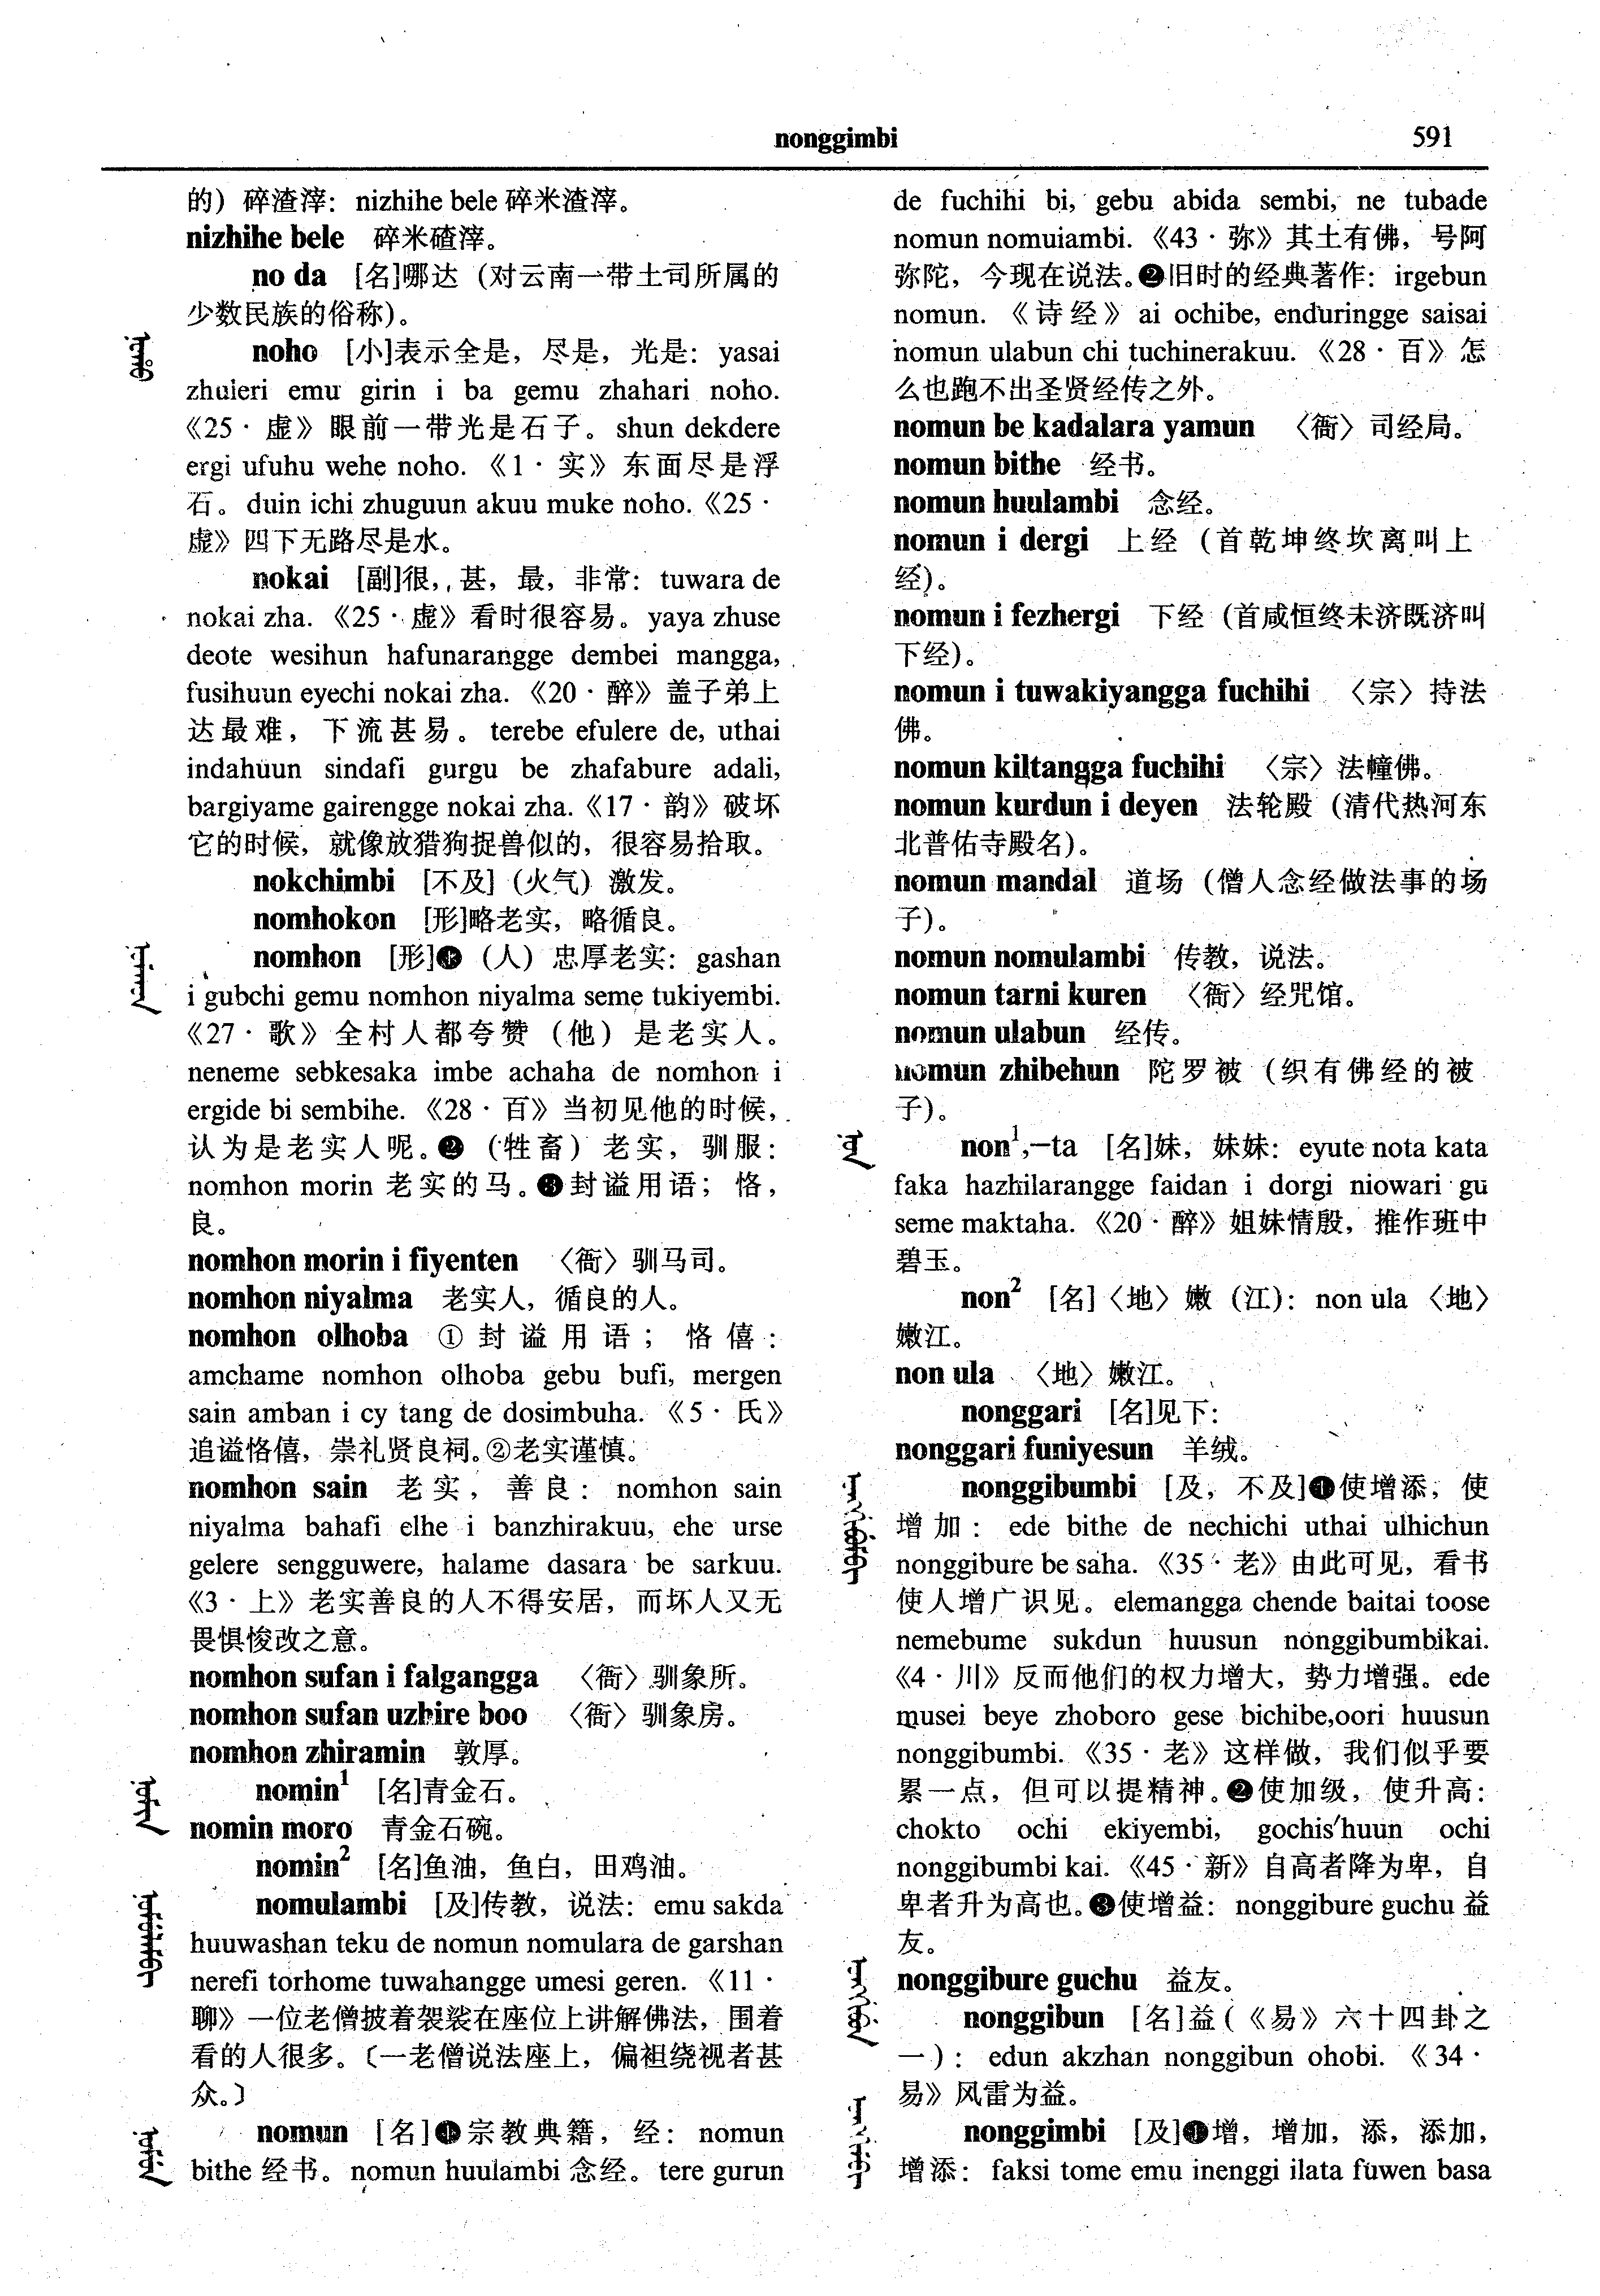 nonggimbi
591
的）碎渣滓：nizhihe bele 碎米渣滓。
nizhihe bele 碎米碴滓。
no da [名]哪达（对云南一带土司所属的
少数民族的俗称）。
noho [小]表示全是，尽是，光是：yasai
zhuleri emu girin i ba gemu zhahari noho.
《25·虚》眼前一带光是石子。shun dekdere
ergi ufuhu wehe noho. 《1·实》东面尽是浮
石。duin ichi zhuguun akuu muke noho.《25·
虚》四下无路尽是水。
nokai [副]很，甚，最，非常：tuwara de
nokai zha. 《25·虚》看时很容易。yaya zhuse
deote wesihun hafunarangge dembei mangga,
fusihuun eyechi nokai zha. 《20·醉》盖子弟上
达最难，下流甚易。terebe efulere de, uthai
indahuun sindafi gurgu be zhafabure adali,
bargiyame gairengge nokai zha.《17·韵》破坏
它的时候，就像放猎狗捉兽似的，很容易拾取。
nokchimbi [不及]（火气）激发。
nomhokon [形]略老实，略循良。
nomhon [形]❶（人）忠厚老实：gashan
i gubchi gemu nomhon niyalma seme tukiyembi.
《27·歌》全村人都夸赞（他）是老实人。
neneme sebkesaka imbe achaha de nomhon i
ergide bi sembihe. 《28·百》当初见他的时候，
认为是老实人呢。❷（牲畜）老实，驯服：
nomhon morin 老实的马。❸封谥用语；恪，
良。
nomhon morin i fiyenten 〈衙〉驯马司。
nomhon niyalma 老实人，循良的人。
nomhon olhoba ①封谥用语；恪僖：
amchame nomhon olhoba gebu bufi, mergen
sain amban i cy tang de dosimbuha. 《5·氏》
追谥恪僖，崇礼贤良祠。②老实谨慎。
nomhon sain 老实，善良：nomhon sain
niyalma bahafi elhe i banzhirakuu, ehe urse
gelere sengguwere, halame dasara be sarkuu.
《3·上》老实善良的人不得安居，而坏人又无
畏惧悛改之意。
nomhon sufan i falgangga 〈衙〉驯象所。
nomhon sufan uzhire boo 〈衙〉驯象房。
nomhon zhiramin 敦厚。
nomin¹ [名]青金石。
nomin moro 青金石碗。
nomin² [名]鱼油，鱼白，田鸡油。
nomulambi [及]传教，说法：emu sakda
huuwashan teku de nomun nomulara de garshan
nerefi torhome tuwahangge umesi geren. 《11·
聊》一位老僧披着袈裟在座位上讲解佛法，围着
看的人很多。〔一老僧说法座上，偏袒绕视者甚
众。〕
nomun [名]❶宗教典籍，经：nomun
bithe 经书。nomun huulambi 念经。tere gurun
de fuchihi bi, gebu abida sembi, ne tubade
nomun nomuiambi. 《43·弥》其土有佛，号阿
弥陀，今现在说法。❷旧时的经典著作：irgebun
nomun. 《诗经》ai ochibe, enduringge saisai
nomun ulabun chi tuchinerakuu. 《28·百》怎
么也跑不出圣贤经传之外。
nomun be kadalara yamun 〈衙〉司经局。
nomun bithe 经书。
nomun huulambi 念经。
nomun i dergi 上经（首乾坤终坎离叫上
经）。
nomun i fezhergi 下经（首咸恒终未济既济叫
下经）。
nomun i tuwakiyangga fuchihi 〈宗〉持法
佛。
nomun kiltangga fuchihi 〈宗〉法幢佛。
nomun kurdun i deyen 法轮殿（清代热河东
北普佑寺殿名）。
nomun mandal 道场（僧人念经做法事的场
子）。
nomun nomulambi 传教，说法。
nomun tarni kuren 〈衙〉经咒馆。
nomun ulabun 经传。
nomun zhibehun 陀罗被（织有佛经的被
子）。
non¹,—ta [名]妹，妹妹：eyute nota kata
faka hazhilarangge faidan i dorgi niowari gu
seme maktaha. 《20·醉》姐妹情殷，推作班中
碧玉。
non² [名]〈地〉嫩（江）：non ula 〈地〉
嫩江。
non ula 〈地〉嫩江。
nonggari [名]见下：
nonggari funiyesun 羊绒。
nonggibumbi [及，不及]❶使增添，使
增加：ede bithe de nechichi uthai ulhichun
nonggibure be saha. 《35·老》由此可见，看书
使人增广识见。elemangga chende baitai toose
nemebume sukdun huusun nonggibumbikai.
《4·川》反而他们的权力增大，势力增强。ede
musei beye zhoboro gese bichibe,oori huusun
nonggibumbi. 《35·老》这样做，我们似乎要
累一点，但可以提精神。❷使加级，使升高：
chokto ochi ekiyembi, gochis'huun ochi
nonggibumbi kai. 《45·新》自高者降为卑，自
卑者升为高也。❸使增益：nonggibure guchu 益
友。
nonggibure guchu 益友。
nonggibun [名]益（《易》六十四卦之
一）：edun akzhan nonggibun ohobi. 《34·
易》风雷为益。
nonggimbi [及]❶增，增加，添，添加，
增添：faksi tome emu inenggi ilata fuwen basa